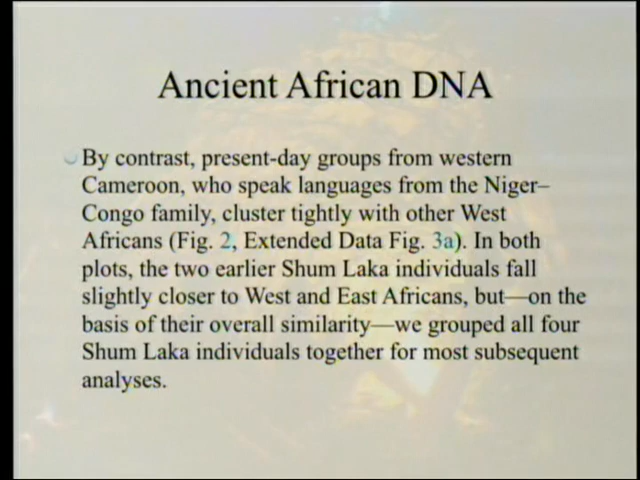 Ancient African DNA
By contrast, present-day groups from western
Cameroon, who speak languages from the Niger–
Congo family, cluster tightly with other West
Africans (Fig. 2, Extended Data Fig. 3a). In both
plots, the two earlier Shum Laka individuals fall
slightly closer to West and East Africans, but—on the
basis of their overall similarity—we grouped all four
Shum Laka individuals together for most subsequent
analyses.